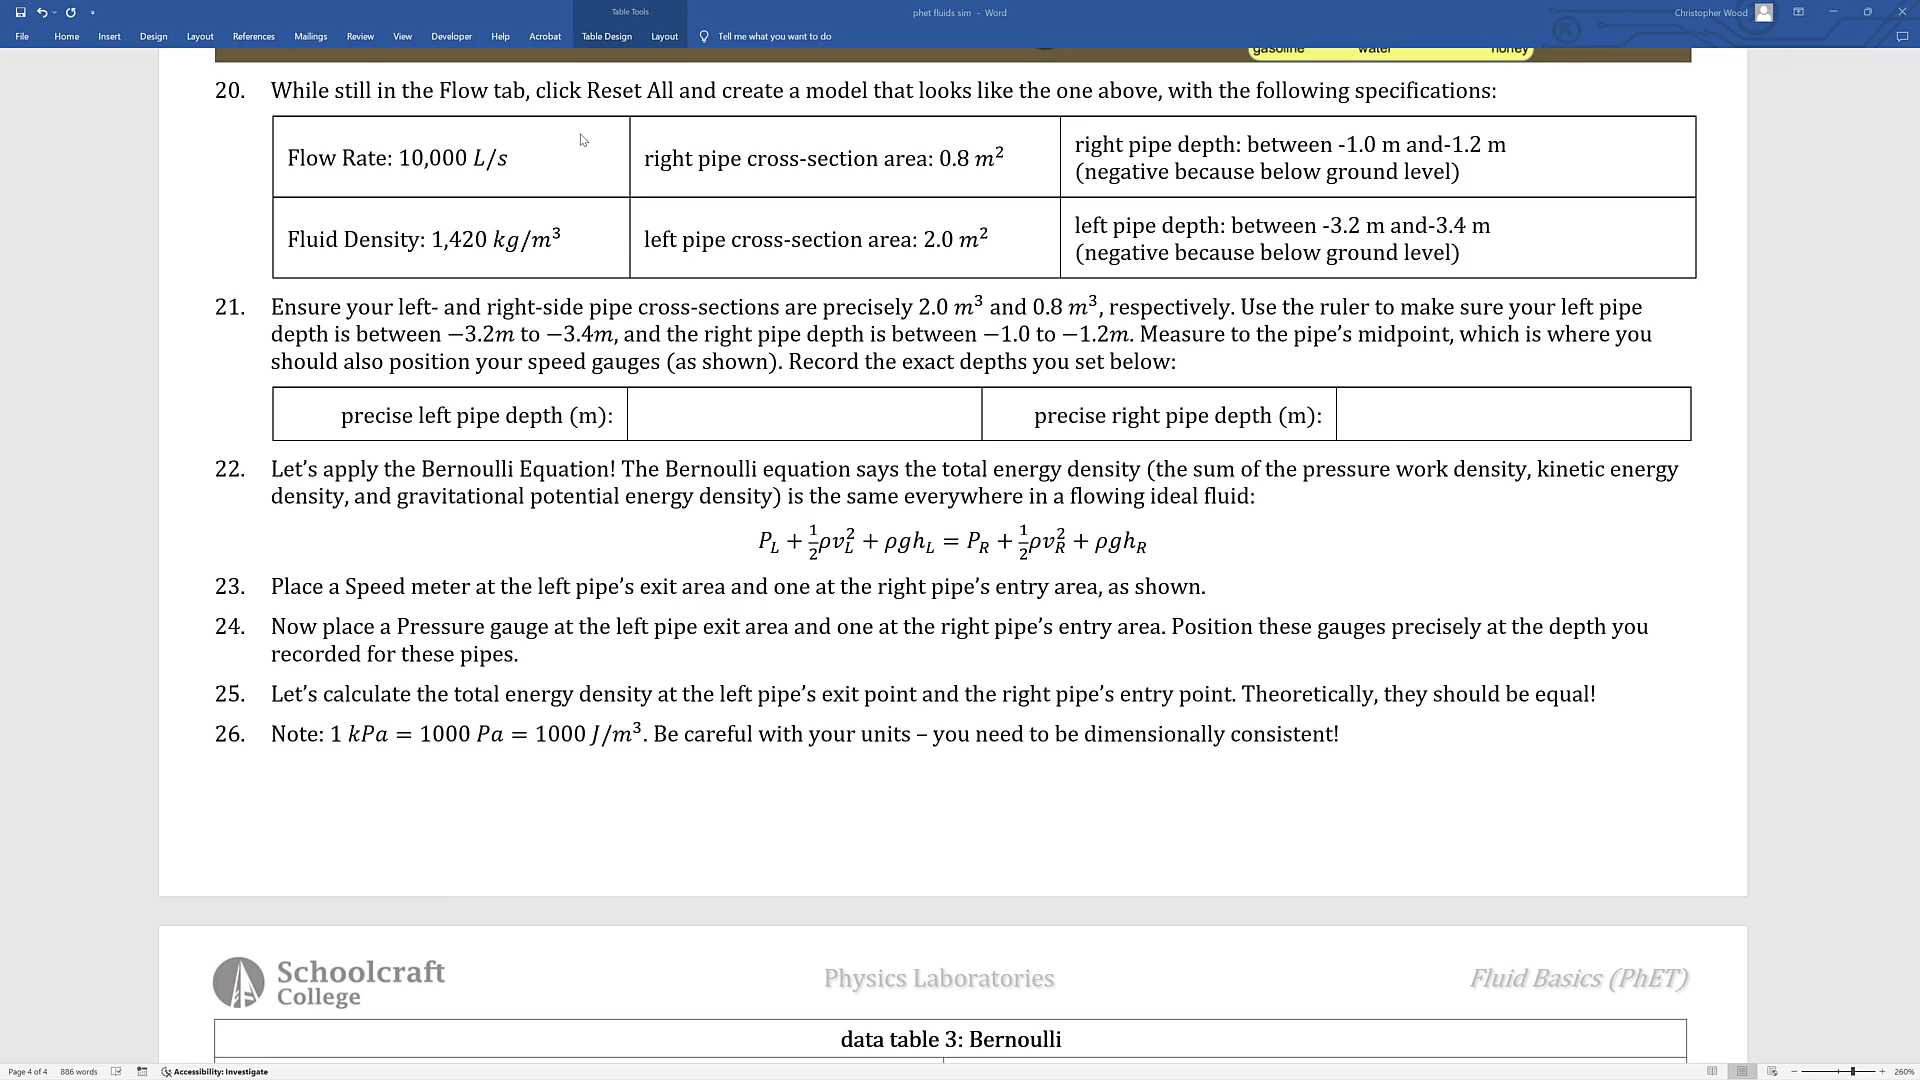 Table Tools
phet fluids sim - Word
Christopher Wood
File Home Insert Design Layout References Mailings Review View Developer Help Acrobat Table Design Layout Tell me what you want to do
gasoline water honey
20. While still in the Flow tab, click Reset All and create a model that looks like the one above, with the following specifications:
Flow Rate: 10,000 L/s
right pipe cross-section area: 0.8 m²
right pipe depth: between -1.0 m and-1.2 m
(negative because below ground level)
Fluid Density: 1,420 kg/m³
left pipe cross-section area: 2.0 m²
left pipe depth: between -3.2 m and-3.4 m
(negative because below ground level)
21. Ensure your left- and right-side pipe cross-sections are precisely 2.0 m³ and 0.8 m³, respectively. Use the ruler to make sure your left pipe
depth is between −3.2m to −3.4m, and the right pipe depth is between −1.0 to −1.2m. Measure to the pipe’s midpoint, which is where you
should also position your speed gauges (as shown). Record the exact depths you set below:
precise left pipe depth (m):
precise right pipe depth (m):
22. Let’s apply the Bernoulli Equation! The Bernoulli equation says the total energy density (the sum of the pressure work density, kinetic energy
density, and gravitational potential energy density) is the same everywhere in a flowing ideal fluid:
P_L + ½ρv_L² + ρgh_L = P_R + ½ρv_R² + ρgh_R
23. Place a Speed meter at the left pipe’s exit area and one at the right pipe’s entry area, as shown.
24. Now place a Pressure gauge at the left pipe exit area and one at the right pipe’s entry area. Position these gauges precisely at the depth you
recorded for these pipes.
25. Let’s calculate the total energy density at the left pipe’s exit point and the right pipe’s entry point. Theoretically, they should be equal!
26. Note: 1 kPa = 1000 Pa = 1000 J/m³. Be careful with your units – you need to be dimensionally consistent!
Schoolcraft
College
Physics Laboratories
Fluid Basics (PhET)
data table 3: Bernoulli
Page 4 of 4 886 words Accessibility: Investigate 260%